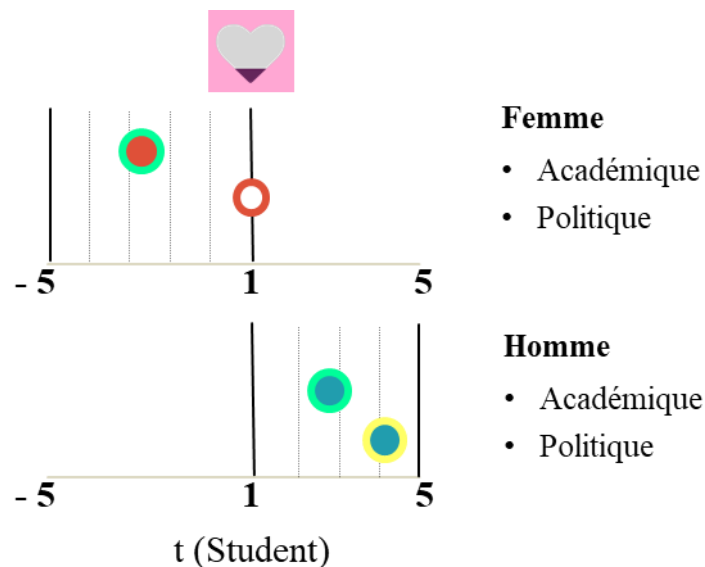 Femme
• Académique
• Politique
- 5 1 5
Homme
• Académique
• Politique
- 5 1 5
t (Student)